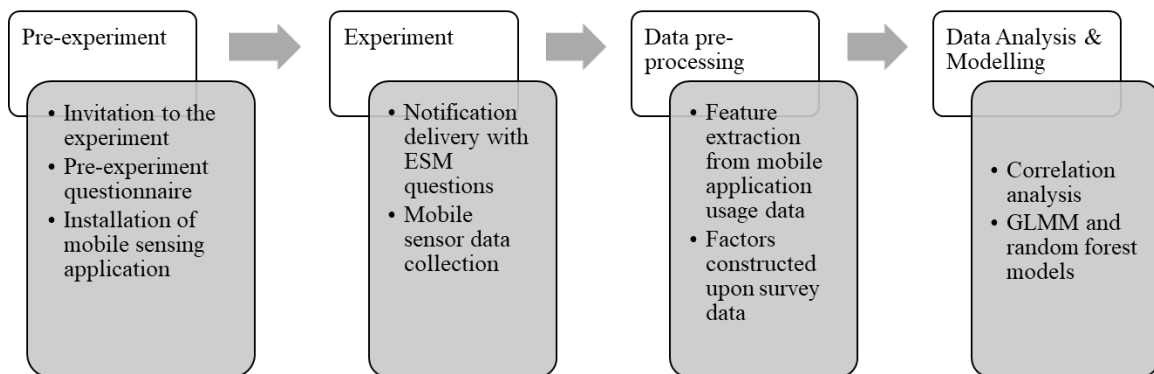 Pre-experiment
• Invitation to the
experiment
• Pre-experiment
questionnaire
• Installation of
mobile sensing
application
Experiment
• Notification
delivery with
ESM
questions
• Mobile
sensor data
collection
Data pre-
processing
• Feature
extraction
from mobile
application
usage data
• Factors
constructed
upon survey
data
Data Analysis &
Modelling
• Correlation
analysis
• GLMM and
random forest
models